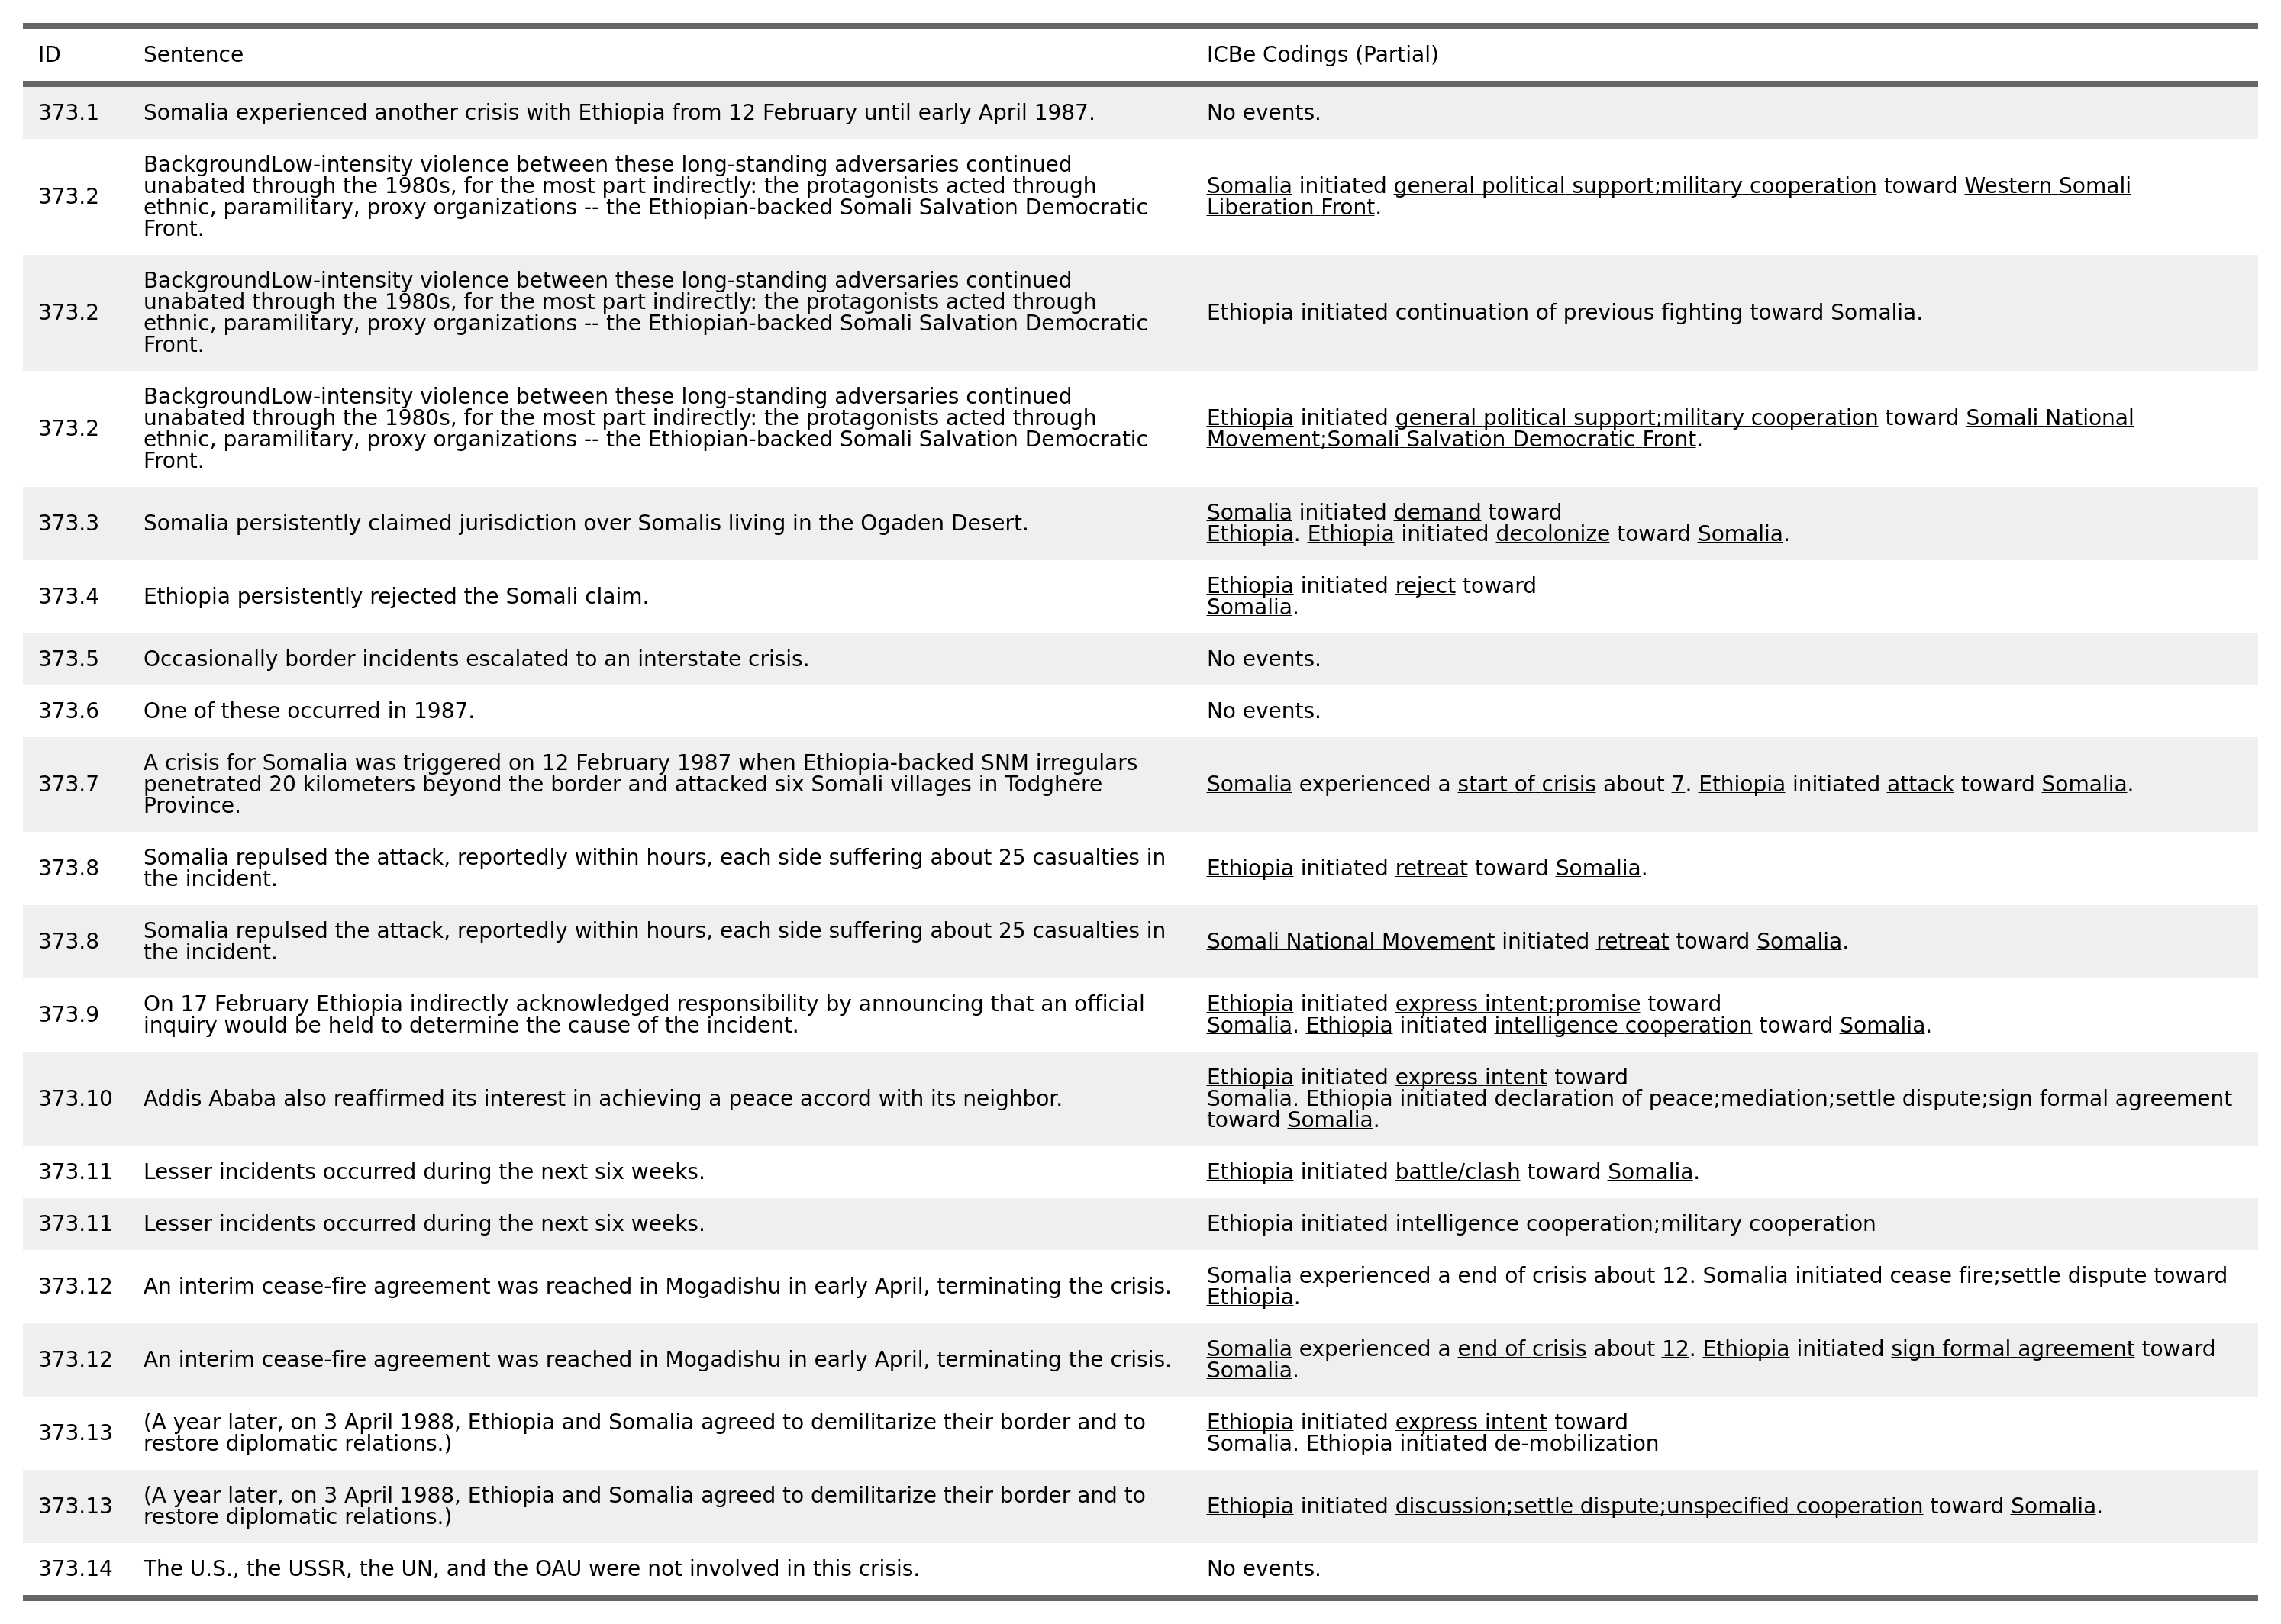 ID Sentence ICBe Codings (Partial)
373.1 Somalia experienced another crisis with Ethiopia from 12 February until early April 1987. No events.
373.2 BackgroundLow-intensity violence between these long-standing adversaries continued
unabated through the 1980s, for the most part indirectly: the protagonists acted through
ethnic, paramilitary, proxy organizations -- the Ethiopian-backed Somali Salvation Democratic
Front.
Somalia initiated general political support;military cooperation toward Western Somali
Liberation Front.
373.2 BackgroundLow-intensity violence between these long-standing adversaries continued
unabated through the 1980s, for the most part indirectly: the protagonists acted through
ethnic, paramilitary, proxy organizations -- the Ethiopian-backed Somali Salvation Democratic
Front.
Ethiopia initiated continuation of previous fighting toward Somalia.
373.2 BackgroundLow-intensity violence between these long-standing adversaries continued
unabated through the 1980s, for the most part indirectly: the protagonists acted through
ethnic, paramilitary, proxy organizations -- the Ethiopian-backed Somali Salvation Democratic
Front.
Ethiopia initiated general political support;military cooperation toward Somali National
Movement;Somali Salvation Democratic Front.
373.3 Somalia persistently claimed jurisdiction over Somalis living in the Ogaden Desert.
Somalia initiated demand toward
Ethiopia. Ethiopia initiated decolonize toward Somalia.
373.4 Ethiopia persistently rejected the Somali claim.
Ethiopia initiated reject toward
Somalia.
373.5 Occasionally border incidents escalated to an interstate crisis. No events.
373.6 One of these occurred in 1987. No events.
373.7 A crisis for Somalia was triggered on 12 February 1987 when Ethiopia-backed SNM irregulars
penetrated 20 kilometers beyond the border and attacked six Somali villages in Todghere
Province.
Somalia experienced a start of crisis about 7. Ethiopia initiated attack toward Somalia.
373.8 Somalia repulsed the attack, reportedly within hours, each side suffering about 25 casualties in
the incident.
Ethiopia initiated retreat toward Somalia.
373.8 Somalia repulsed the attack, reportedly within hours, each side suffering about 25 casualties in
the incident.
Somali National Movement initiated retreat toward Somalia.
373.9 On 17 February Ethiopia indirectly acknowledged responsibility by announcing that an official
inquiry would be held to determine the cause of the incident.
Ethiopia initiated express intent;promise toward
Somalia. Ethiopia initiated intelligence cooperation toward Somalia.
373.10 Addis Ababa also reaffirmed its interest in achieving a peace accord with its neighbor.
Ethiopia initiated express intent toward
Somalia. Ethiopia initiated declaration of peace;mediation;settle dispute;sign formal agreement
toward Somalia.
373.11 Lesser incidents occurred during the next six weeks. Ethiopia initiated battle/clash toward Somalia.
373.11 Lesser incidents occurred during the next six weeks. Ethiopia initiated intelligence cooperation;military cooperation
373.12 An interim cease-fire agreement was reached in Mogadishu in early April, terminating the crisis.
Somalia experienced a end of crisis about 12. Somalia initiated cease fire;settle dispute toward
Ethiopia.
373.12 An interim cease-fire agreement was reached in Mogadishu in early April, terminating the crisis.
Somalia experienced a end of crisis about 12. Ethiopia initiated sign formal agreement toward
Somalia.
373.13 (A year later, on 3 April 1988, Ethiopia and Somalia agreed to demilitarize their border and to
restore diplomatic relations.)
Ethiopia initiated express intent toward
Somalia. Ethiopia initiated de-mobilization
373.13 (A year later, on 3 April 1988, Ethiopia and Somalia agreed to demilitarize their border and to
restore diplomatic relations.)
Ethiopia initiated discussion;settle dispute;unspecified cooperation toward Somalia.
373.14 The U.S., the USSR, the UN, and the OAU were not involved in this crisis. No events.